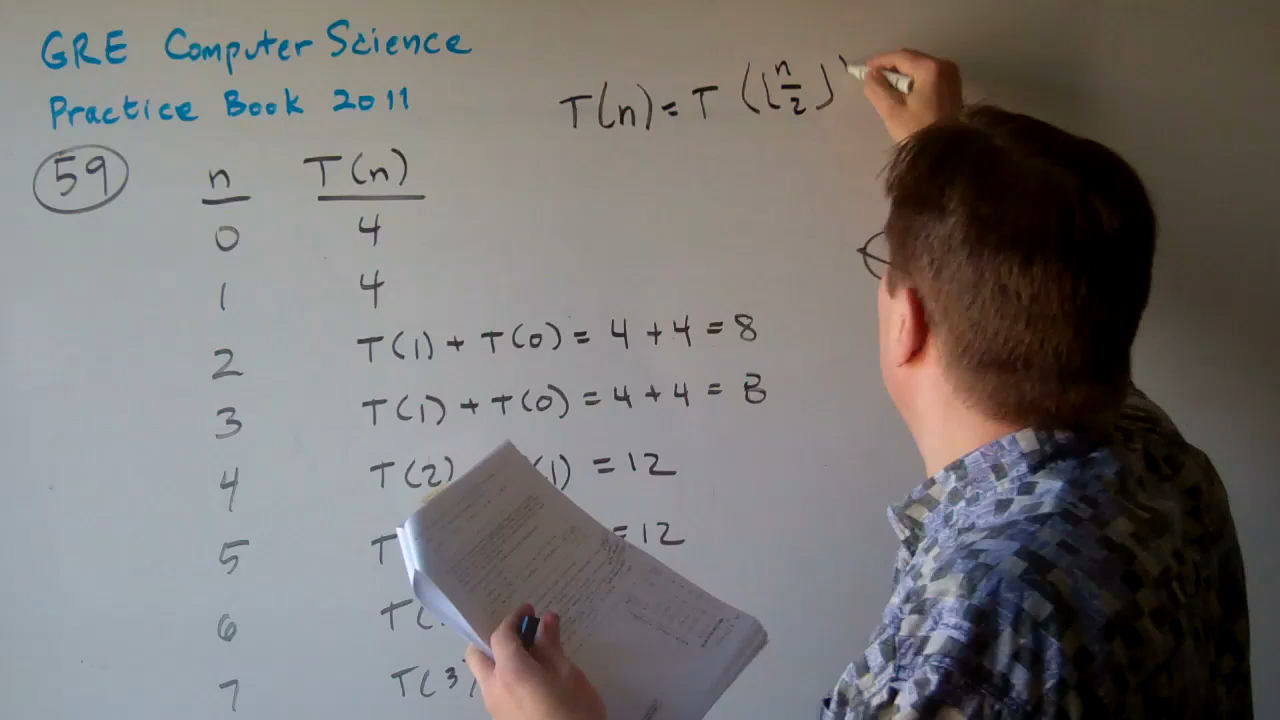 GRE Computer Science
Practice Book 2011
T(n) = T(⌊n/2⌋)
59
n T(n)
0 4
1 4
2 T(1) + T(0) = 4 + 4 = 8
3 T(1) + T(0) = 4 + 4 = 8
4 T(2) (1) = 12
5 T = 12
6 T(
7 T(3)